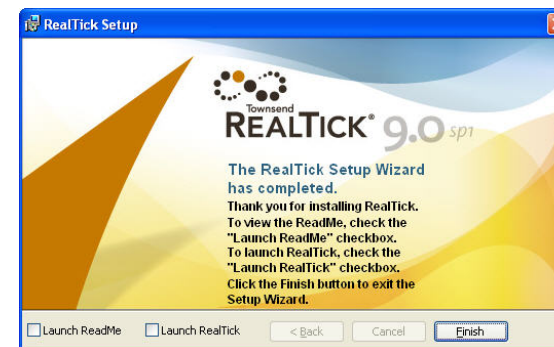 RealTick Setup
Townsend
REALTICK® 9.0 sp1
The RealTick Setup Wizard
has completed.
Thank you for installing RealTick.
To view the ReadMe, check the
"Launch ReadMe" checkbox.
To launch RealTick, check the
"Launch RealTick" checkbox.
Click the Finish button to exit the
Setup Wizard.
Launch ReadMe Launch RealTick < Back Cancel Finish